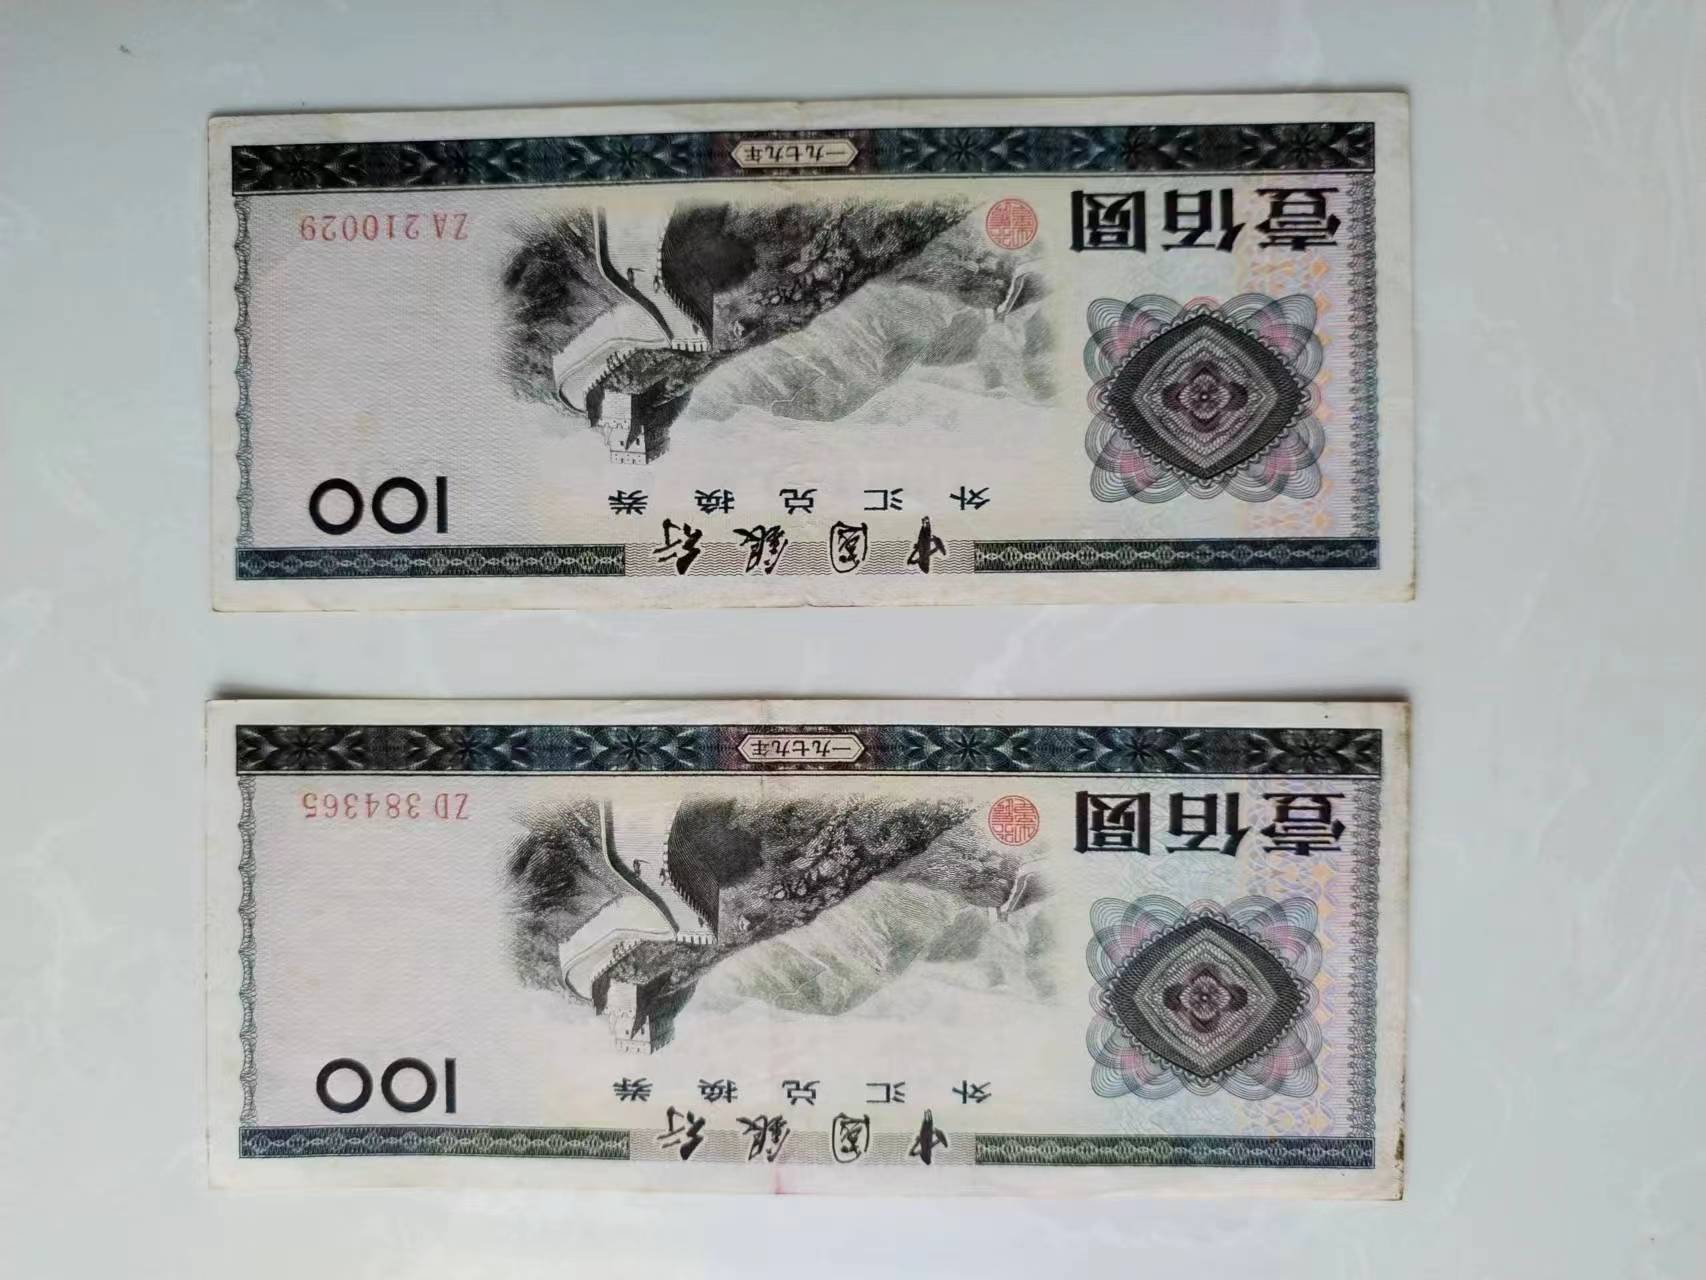 中國銀行
外汇兑换券
100
壹佰圆
ZD 384365
一九七九年
中國銀行
外汇兑换券
100
壹佰圆
ZA 210029
一九七九年